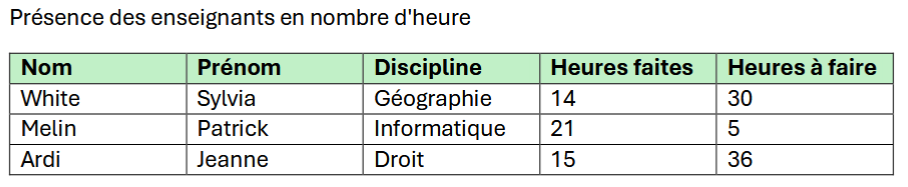 Présence des enseignants en nombre d'heure
Nom Prénom Discipline Heures faites Heures à faire
White Sylvia Géographie 14 30
Melin Patrick Informatique 21 5
Ardi Jeanne Droit 15 36